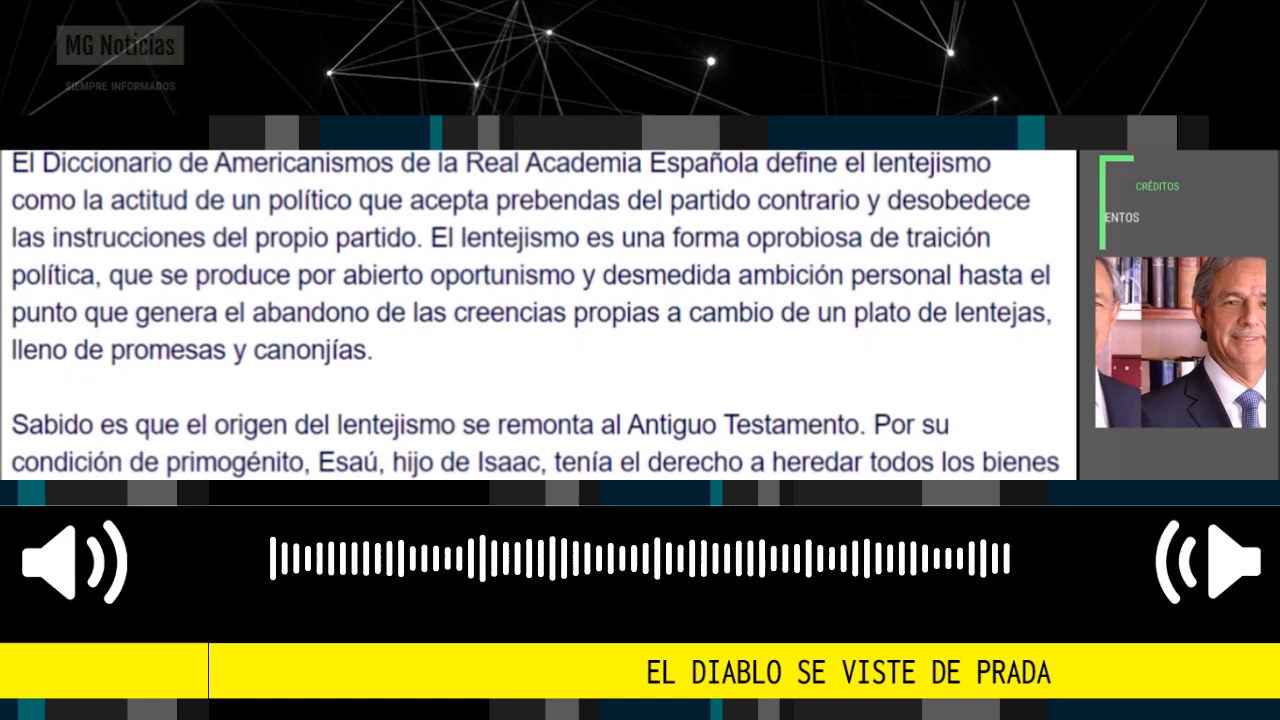 MG Noticias
SIEMPRE INFORMADOS
El Diccionario de Americanismos de la Real Academia Española define el lentejismo
como la actitud de un político que acepta prebendas del partido contrario y desobedece
las instrucciones del propio partido. El lentejismo es una forma oprobiosa de traición
política, que se produce por abierto oportunismo y desmedida ambición personal hasta el
punto que genera el abandono de las creencias propias a cambio de un plato de lentejas,
lleno de promesas y canonjías.
Sabido es que el origen del lentejismo se remonta al Antiguo Testamento. Por su
condición de primogénito, Esaú, hijo de Isaac, tenía el derecho a heredar todos los bienes
CRÉDITOS
ENTOS
EL DIABLO SE VISTE DE PRADA